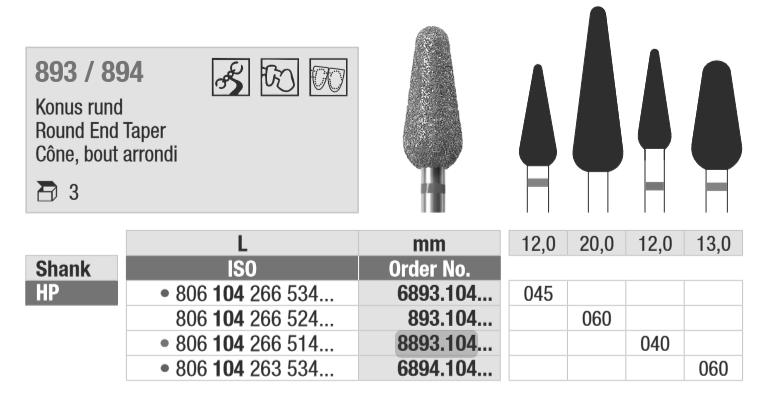 893 / 894
Konus rund
Round End Taper
Cône, bout arrondi
3
L mm 12,0 20,0 12,0 13,0
Shank ISO Order No.
HP • 806 104 266 534... 6893.104... 045
806 104 266 524... 893.104... 060
• 806 104 266 514... 8893.104... 040
• 806 104 263 534... 6894.104... 060